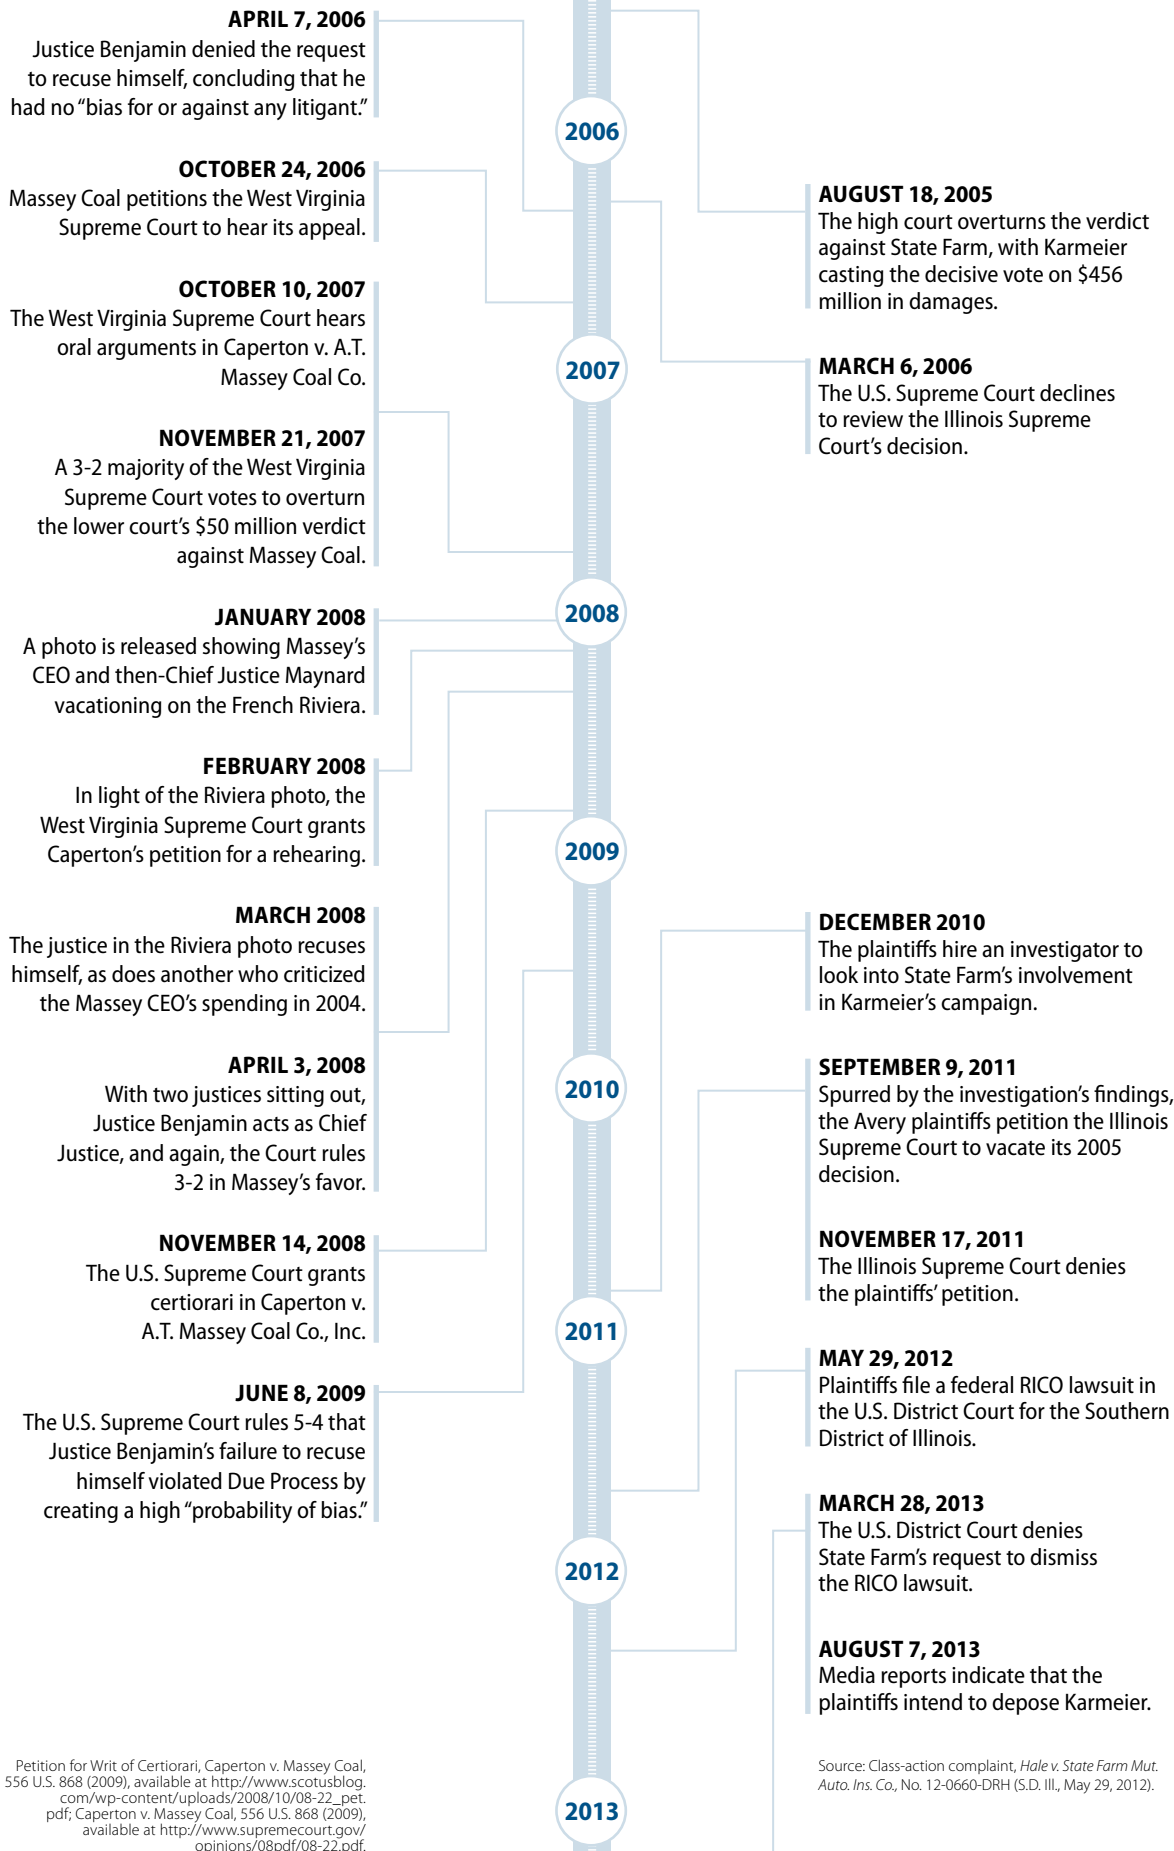 APRIL 7, 2006
Justice Benjamin denied the request
to recuse himself, concluding that he
had no “bias for or against any litigant.”
OCTOBER 24, 2006
Massey Coal petitions the West Virginia
Supreme Court to hear its appeal.
OCTOBER 10, 2007
The West Virginia Supreme Court hears
oral arguments in Caperton v. A.T.
Massey Coal Co.
NOVEMBER 21, 2007
A 3-2 majority of the West Virginia
Supreme Court votes to overturn
the lower court’s $50 million verdict
against Massey Coal.
JANUARY 2008
A photo is released showing Massey’s
CEO and then-Chief Justice Maynard
vacationing on the French Riviera.
FEBRUARY 2008
In light of the Riviera photo, the
West Virginia Supreme Court grants
Caperton’s petition for a rehearing.
MARCH 2008
The justice in the Riviera photo recuses
himself, as does another who criticized
the Massey CEO’s spending in 2004.
APRIL 3, 2008
With two justices sitting out,
Justice Benjamin acts as Chief
Justice, and again, the Court rules
3-2 in Massey’s favor.
NOVEMBER 14, 2008
The U.S. Supreme Court grants
certiorari in Caperton v.
A.T. Massey Coal Co., Inc.
JUNE 8, 2009
The U.S. Supreme Court rules 5-4 that
Justice Benjamin’s failure to recuse
himself violated Due Process by
creating a high “probability of bias.”
Petition for Writ of Certiorari, Caperton v. Massey Coal,
556 U.S. 868 (2009), available at http://www.scotusblog.
com/wp-content/uploads/2008/10/08-22_pet.
pdf; Caperton v. Massey Coal, 556 U.S. 868 (2009),
available at http://www.supremecourt.gov/
opinions/08pdf/08-22.pdf.
2006
2007
2008
2009
2010
2011
2012
2013
AUGUST 18, 2005
The high court overturns the verdict
against State Farm, with Karmeier
casting the decisive vote on $456
million in damages.
MARCH 6, 2006
The U.S. Supreme Court declines
to review the Illinois Supreme
Court’s decision.
DECEMBER 2010
The plaintiffs hire an investigator to
look into State Farm’s involvement
in Karmeier’s campaign.
SEPTEMBER 9, 2011
Spurred by the investigation’s findings,
the Avery plaintiffs petition the Illinois
Supreme Court to vacate its 2005
decision.
NOVEMBER 17, 2011
The Illinois Supreme Court denies
the plaintiffs’ petition.
MAY 29, 2012
Plaintiffs file a federal RICO lawsuit in
the U.S. District Court for the Southern
District of Illinois.
MARCH 28, 2013
The U.S. District Court denies
State Farm’s request to dismiss
the RICO lawsuit.
AUGUST 7, 2013
Media reports indicate that the
plaintiffs intend to depose Karmeier.
Source: Class-action complaint, Hale v. State Farm Mut.
Auto. Ins. Co., No. 12-0660-DRH (S.D. Ill., May 29, 2012).